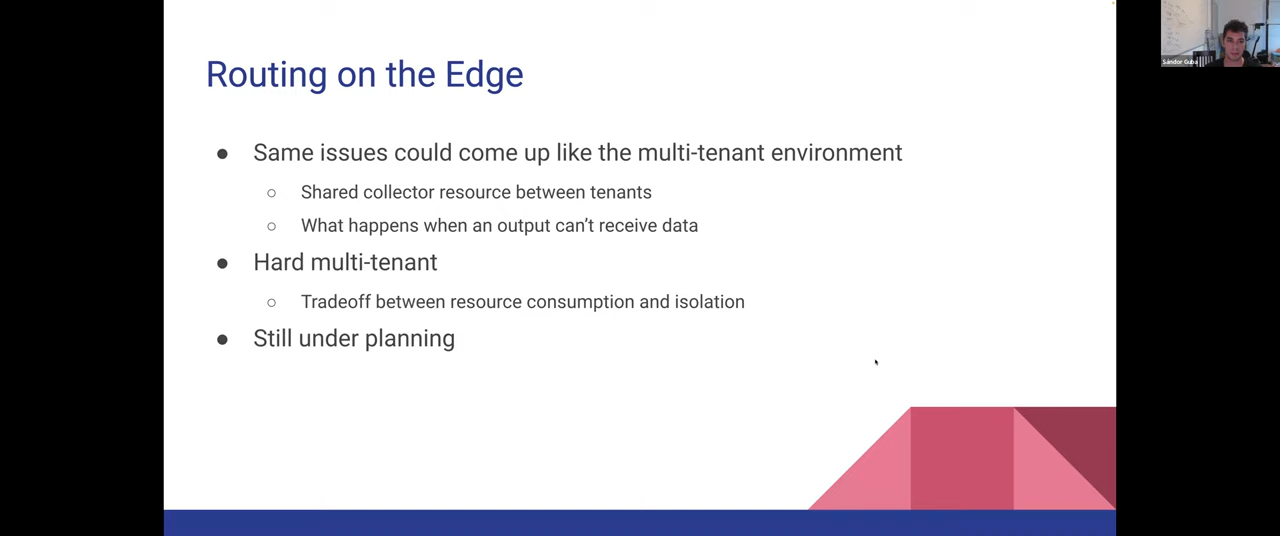 Routing on the Edge
● Same issues could come up like the multi-tenant environment
○ Shared collector resource between tenants
○ What happens when an output can't receive data
● Hard multi-tenant
○ Tradeoff between resource consumption and isolation
● Still under planning
Sándor Guba